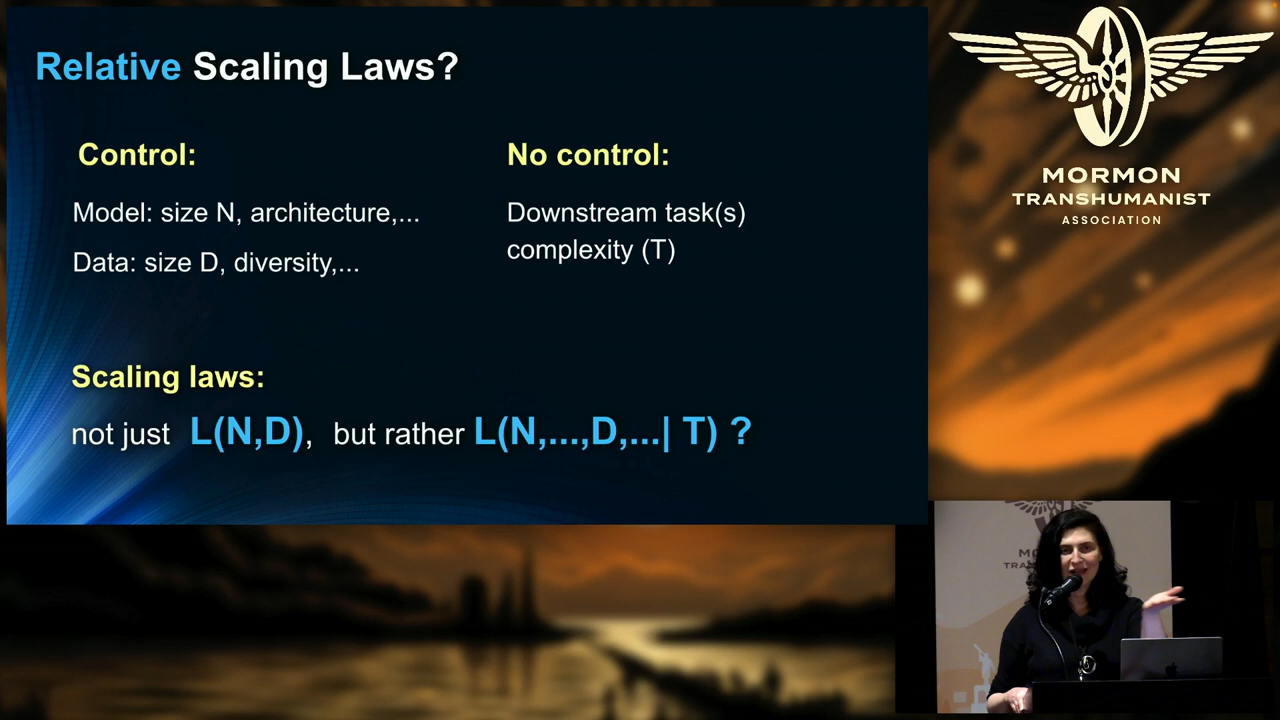 Relative Scaling Laws?
Control:
Model: size N, architecture,...
Data: size D, diversity,...
No control:
Downstream task(s)
complexity (T)
Scaling laws:
not just L(N,D), but rather L(N,...,D,...| T) ?
MORMON
TRANSHUMANIST
ASSOCIATION